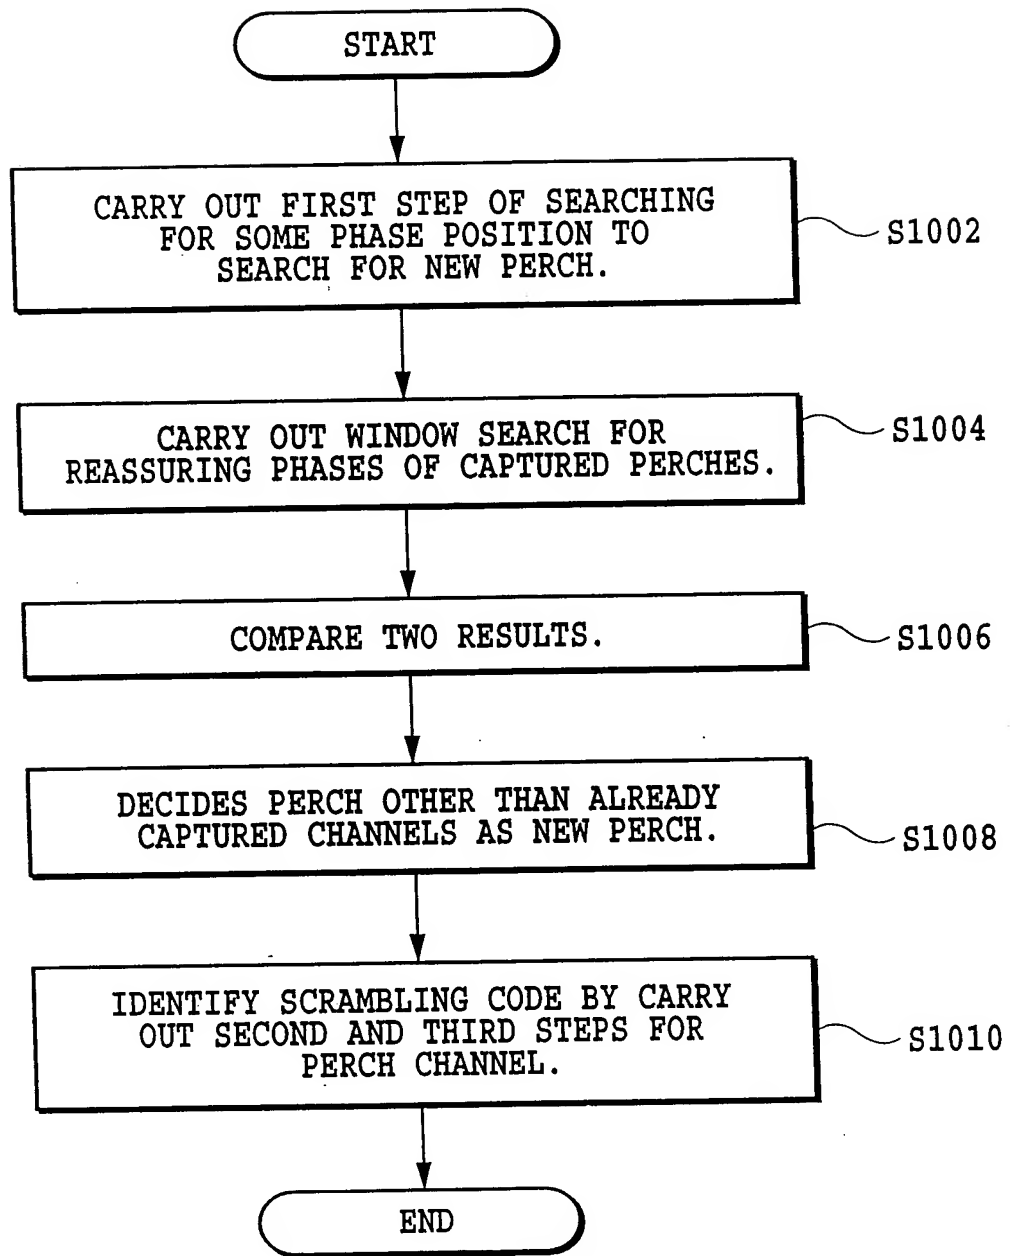 START
CARRY OUT FIRST STEP OF SEARCHING
FOR SOME PHASE POSITION TO
SEARCH FOR NEW PERCH.
S1002
CARRY OUT WINDOW SEARCH FOR
REASSURING PHASES OF CAPTURED PERCHES.
S1004
COMPARE TWO RESULTS.
S1006
DECIDES PERCH OTHER THAN ALREADY
CAPTURED CHANNELS AS NEW PERCH.
S1008
IDENTIFY SCRAMBLING CODE BY CARRY
OUT SECOND AND THIRD STEPS FOR
PERCH CHANNEL.
S1010
END